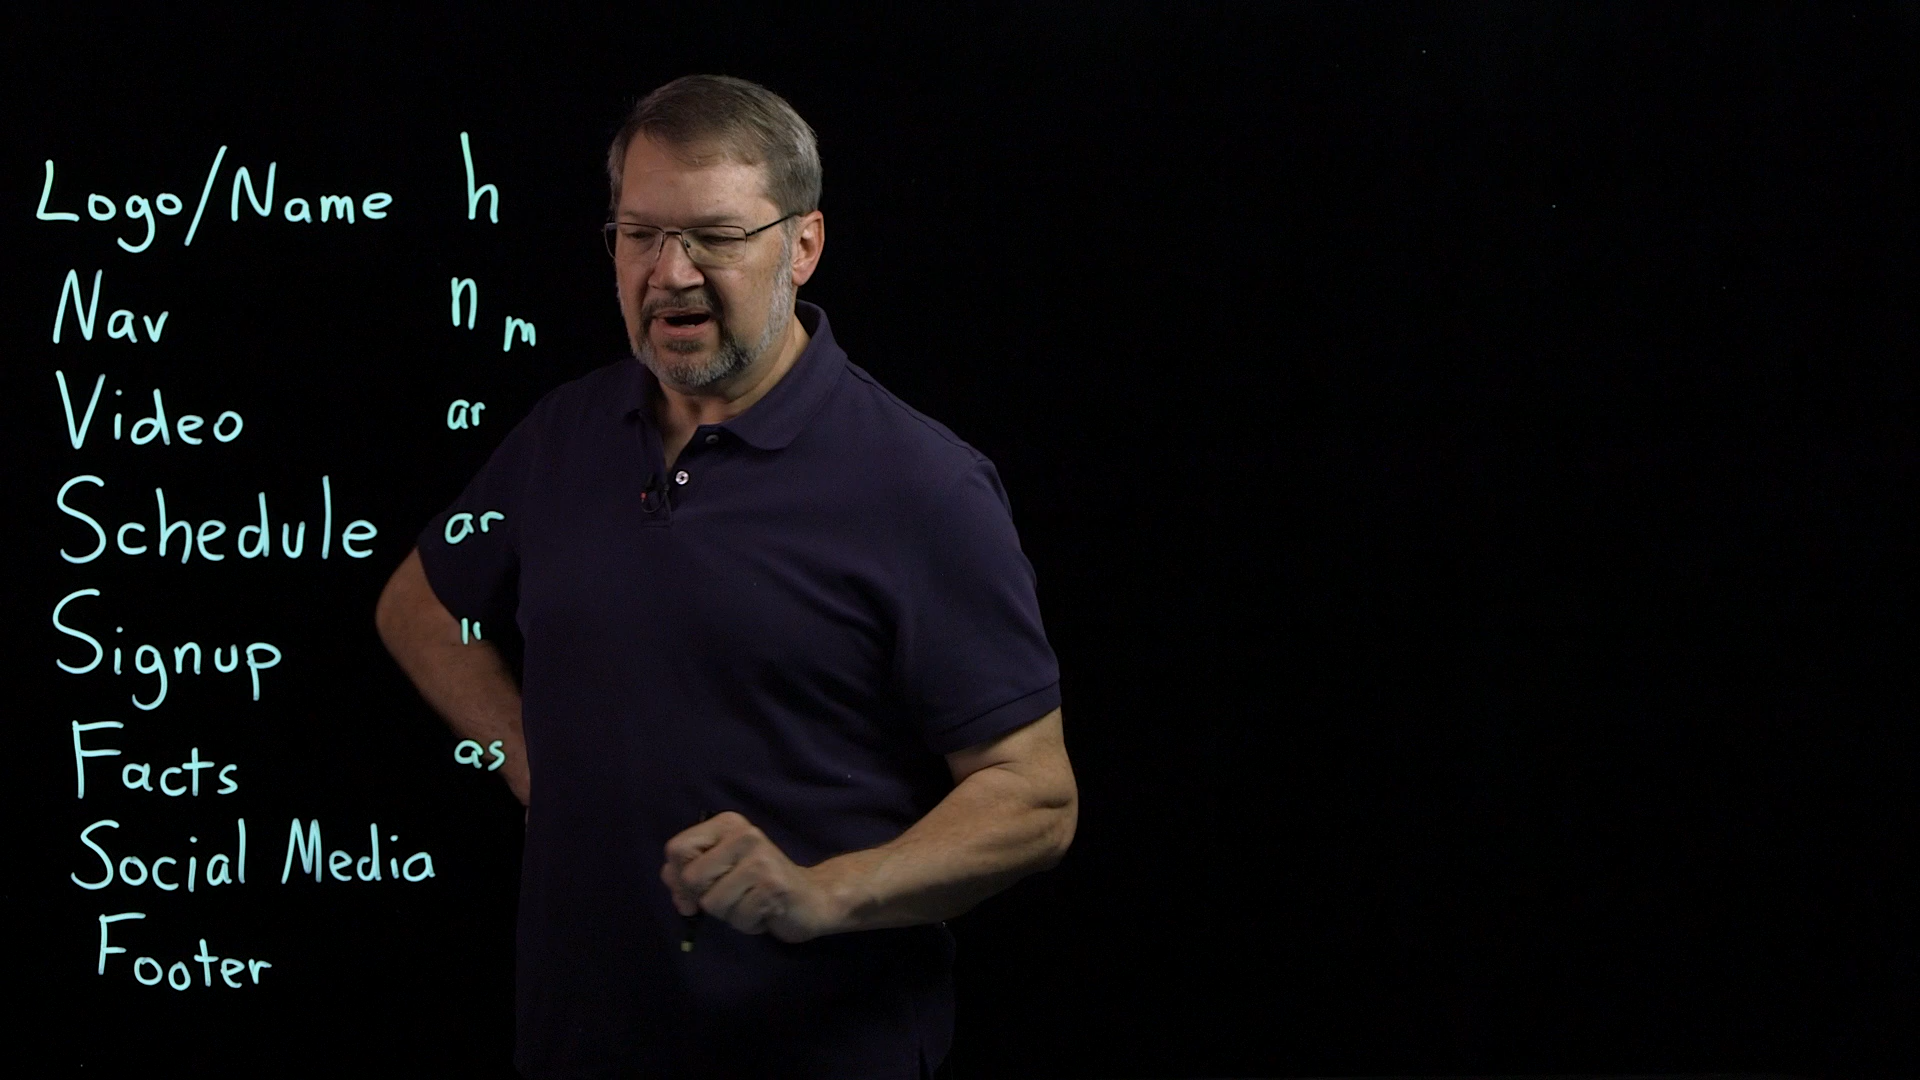 Logo/Name h
Nav n m
Video ar
Schedule ar
Signup "
Facts as
Social Media
Footer